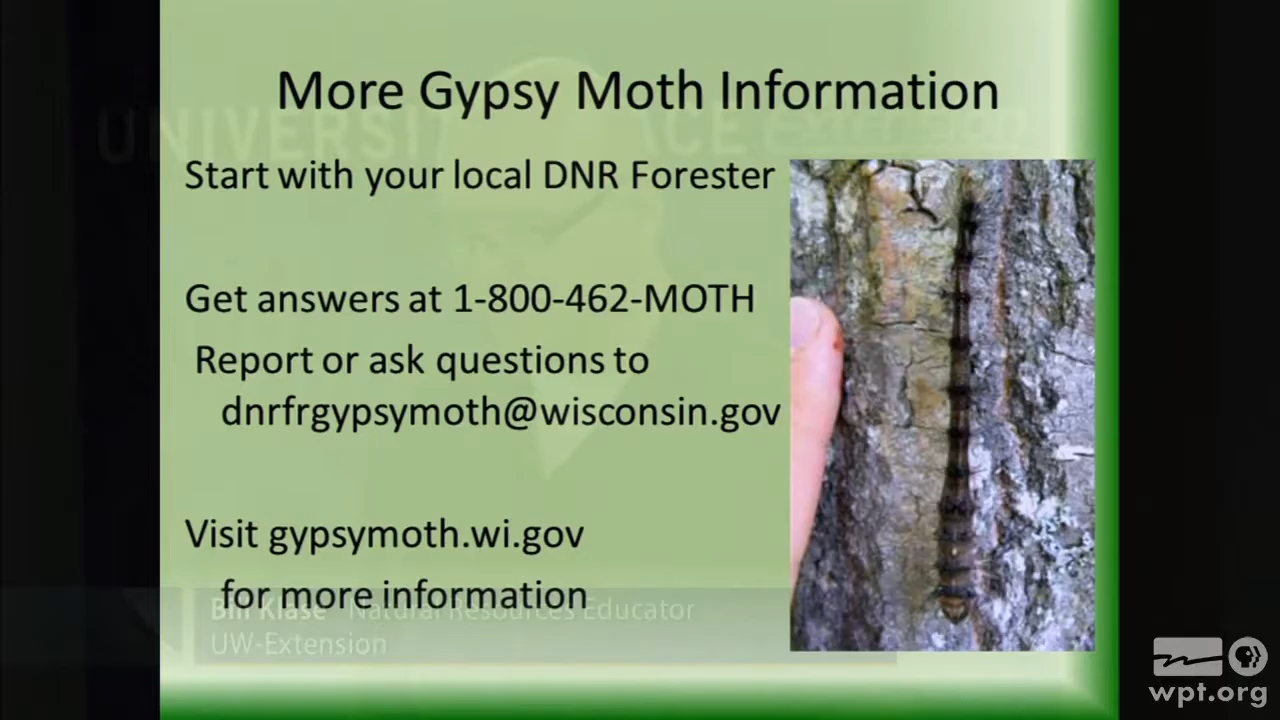 More Gypsy Moth Information
Start with your local DNR Forester
Get answers at 1-800-462-MOTH
Report or ask questions to
dnrfrgypsymoth@wisconsin.gov
Visit gypsymoth.wi.gov
for more information
Bill Klase Natural Resources Educator
UW-Extension
wpt.org